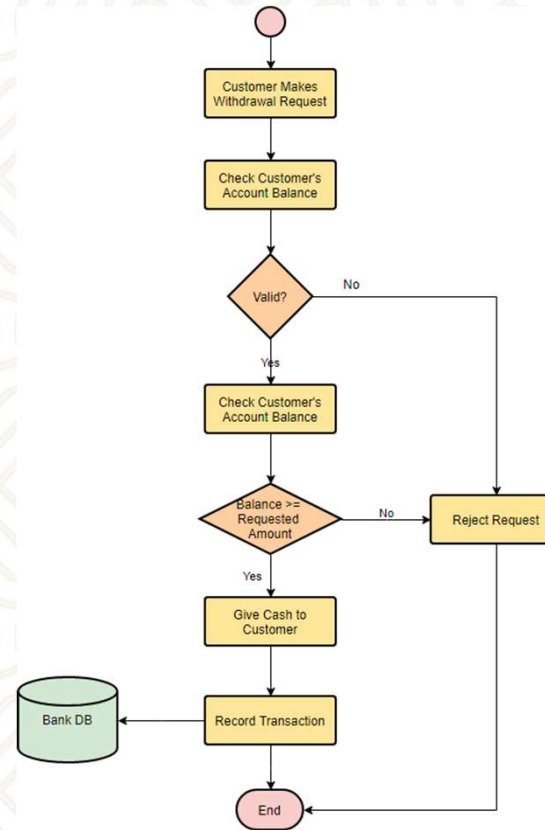 Customer Makes
Withdrawal Request
Check Customer's
Account Balance
Valid?
No
Yes
Check Customer's
Account Balance
Balance >=
Requested
Amount
No
Reject Request
Yes
Give Cash to
Customer
Bank DB
Record Transaction
End